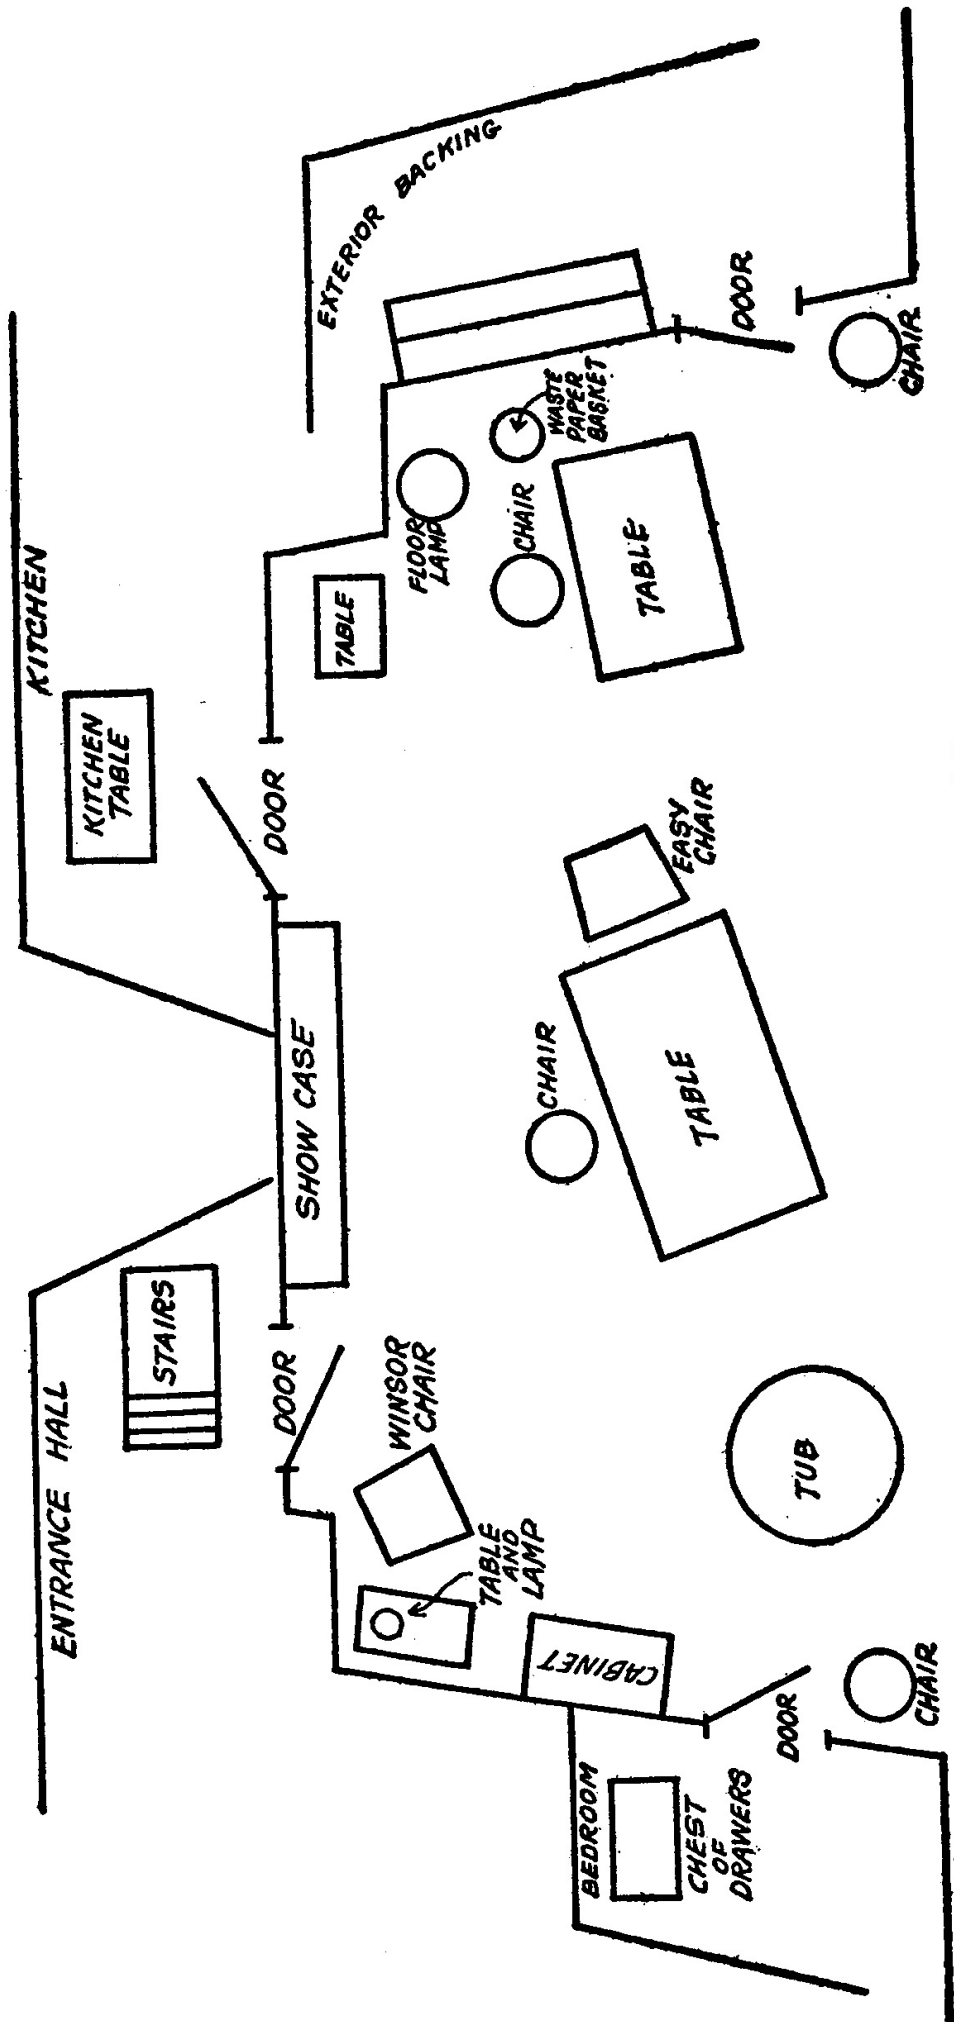 ENTRANCE HALL
KITCHEN
STAIRS
KITCHEN
TABLE
DOOR
SHOW CASE
DOOR
TABLE
EXTERIOR BACKING
WINSOR
CHAIR
FLOOR
LAMP
TABLE
AND
LAMP
CHAIR
CHAIR
WASTE
PAPER
BASKET
CABINET
EASY
CHAIR
TABLE
TABLE
BEDROOM
CHEST
OF
DRAWERS
TUB
DOOR
DOOR
CHAIR
CHAIR